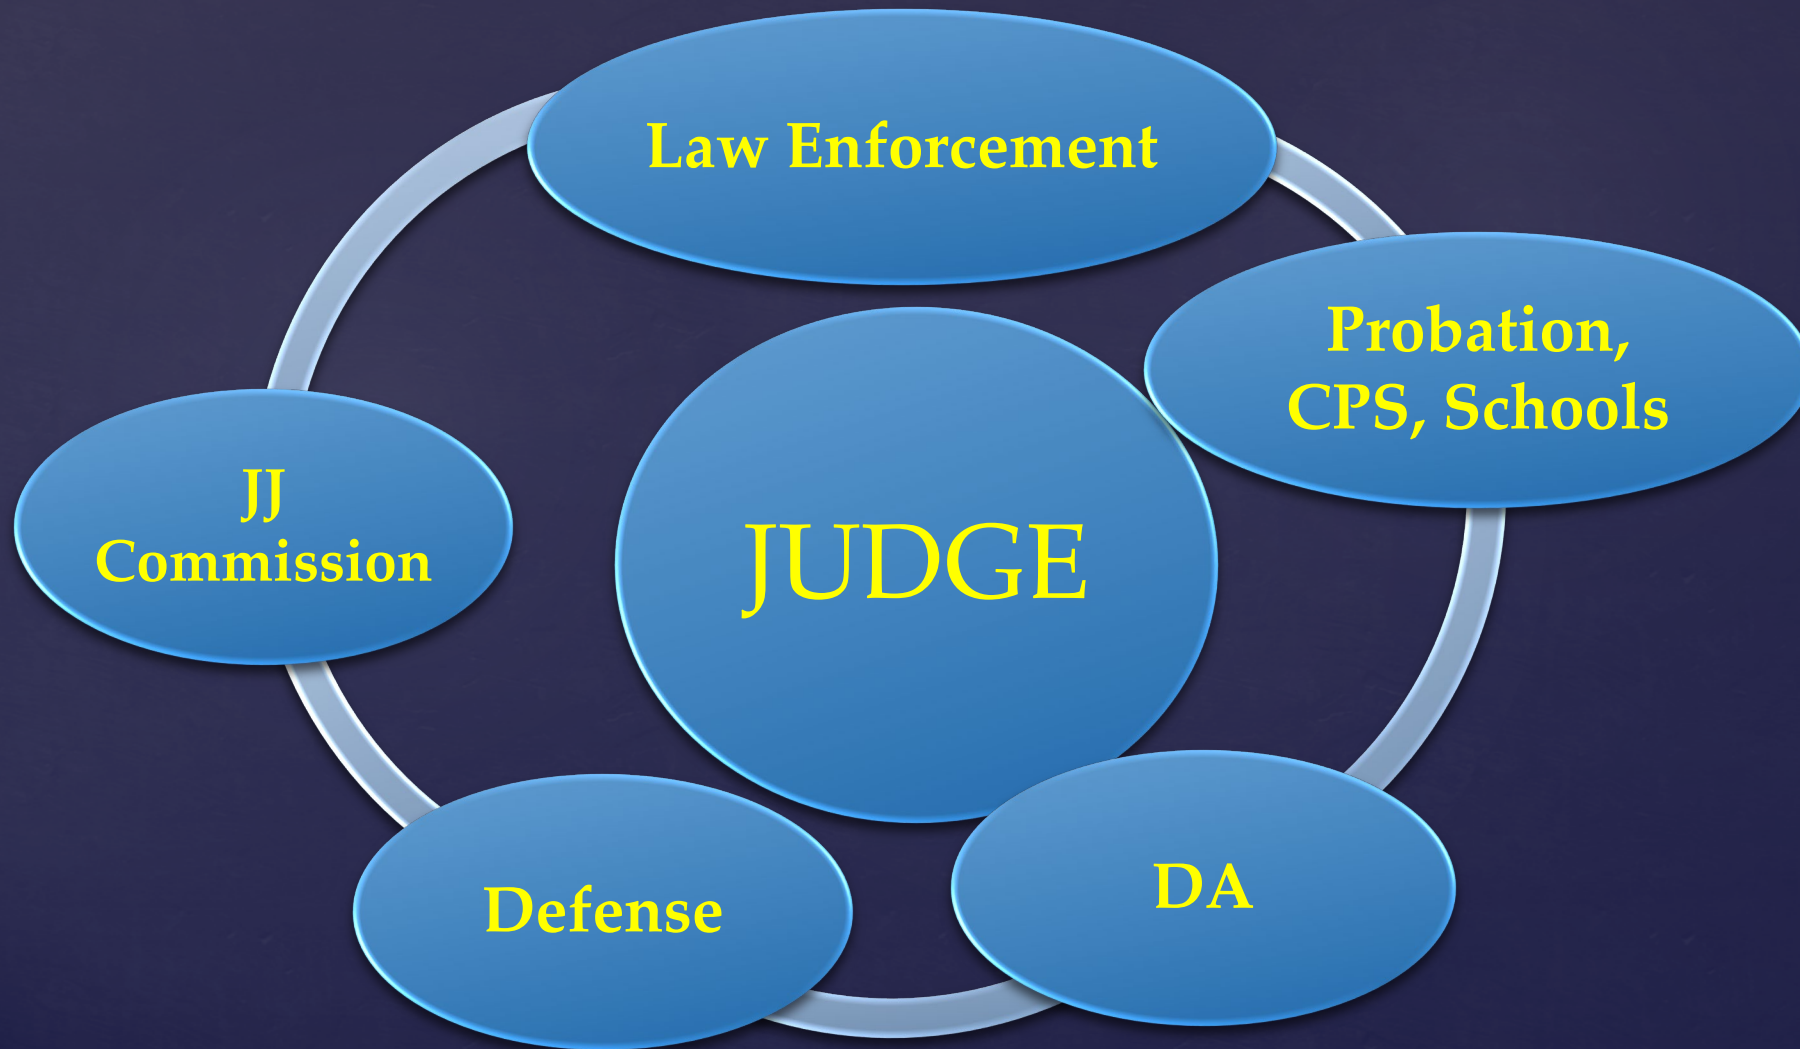 Law Enforcement
Probation,
CPS, Schools
JJ
Commission
JUDGE
Defense
DA